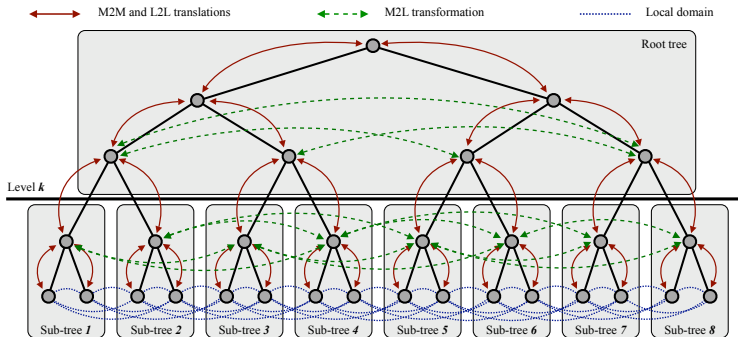 M2M and L2L translations M2L transformation Local domain
Root tree
Level k
Sub-tree 1 Sub-tree 2 Sub-tree 3 Sub-tree 4 Sub-tree 5 Sub-tree 6 Sub-tree 7 Sub-tree 8